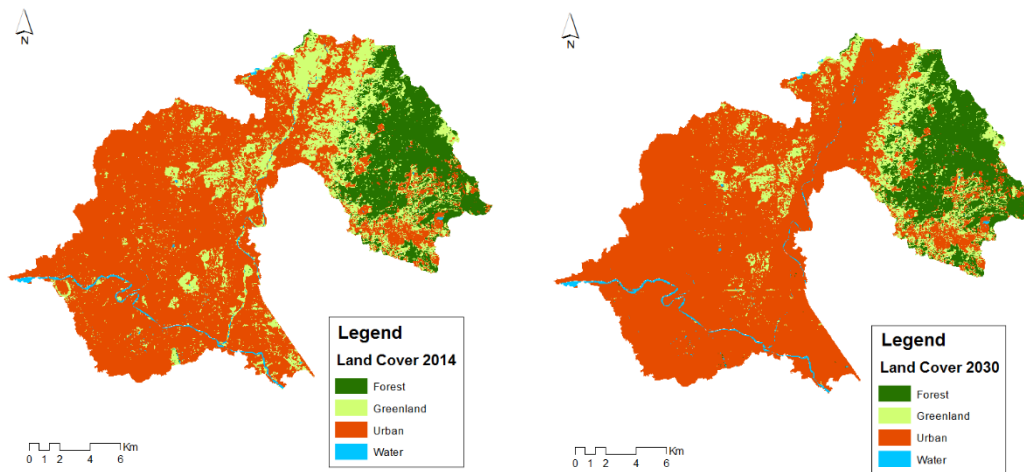 N
Legend
Land Cover 2014
Forest
Greenland
Urban
Water
Km
0 1 2 4 6
N
Legend
Land Cover 2030
Forest
Greenland
Urban
Water
Km
0 1 2 4 6